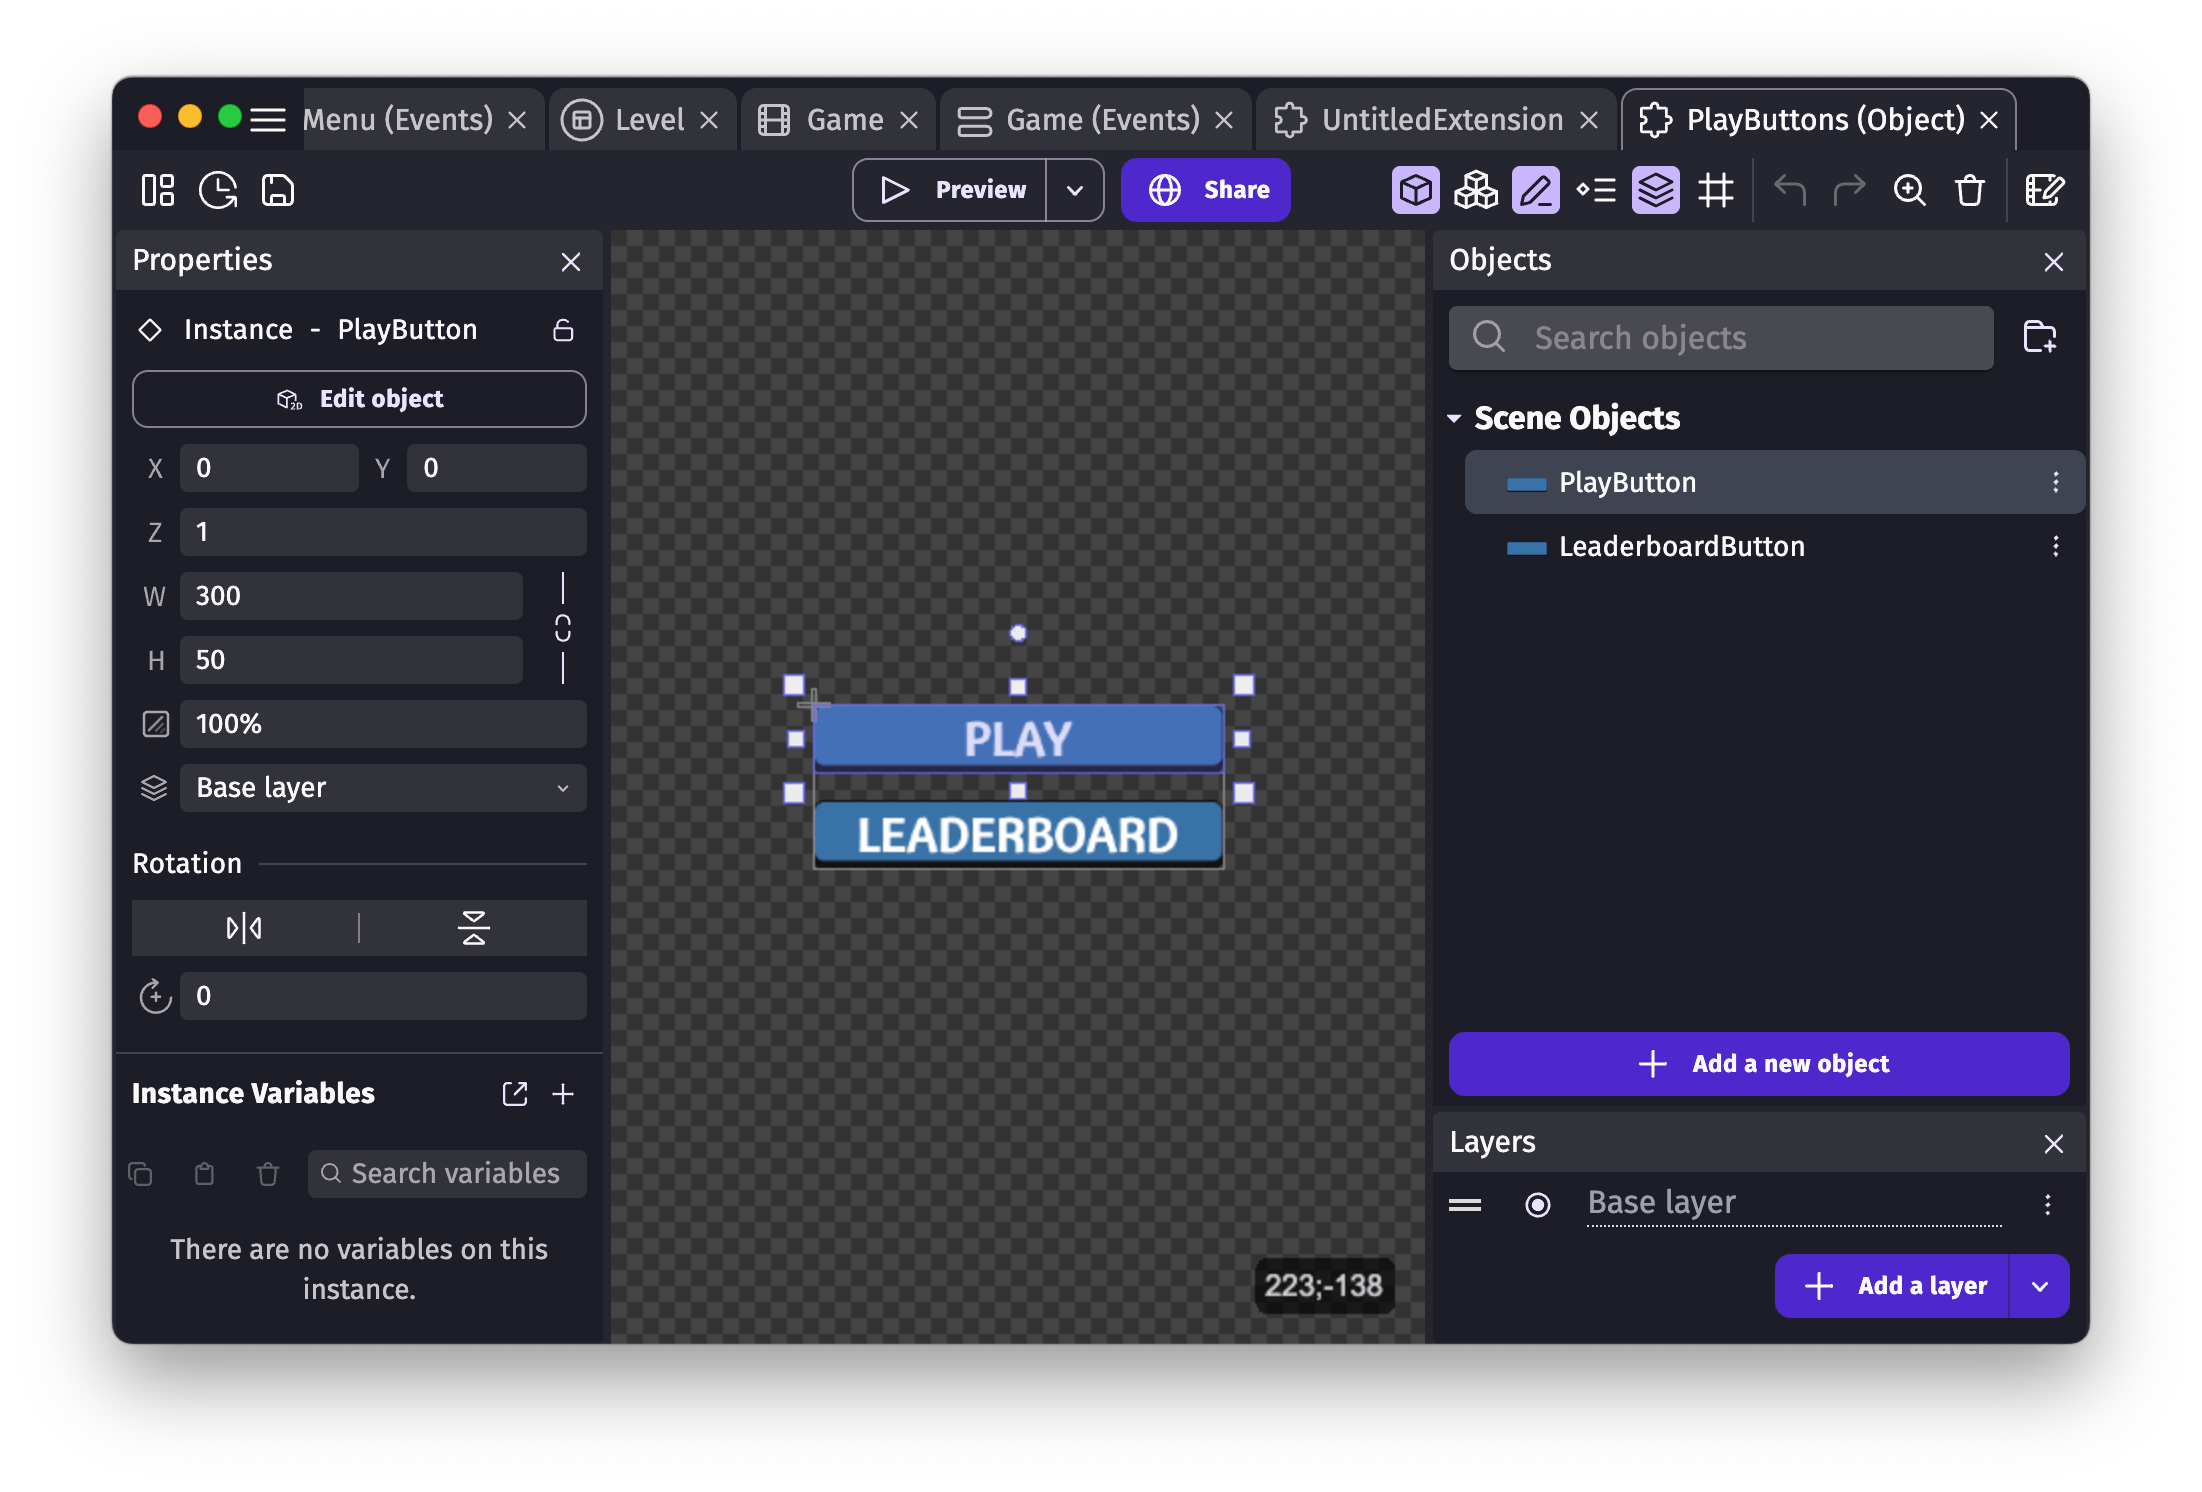 Menu (Events)
Level
Game
Game (Events)
UntitledExtension
PlayButtons (Object)
Preview
Share
Properties
Instance - PlayButton
2D
Edit object
X 0 Y 0
Z 1
W 300
H 50
100%
Base layer
Rotation
0
Instance Variables
Search variables
There are no variables on this
instance.
PLAY
LEADERBOARD
223;-138
Objects
Search objects
Scene Objects
PlayButton
LeaderboardButton
Add a new object
Layers
Base layer
Add a layer